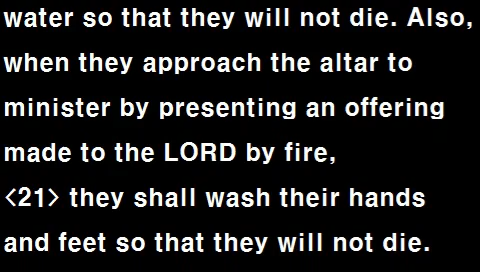 water so that they will not die. Also,
when they approach the altar to
minister by presenting an offering
made to the LORD by fire,
<21> they shall wash their hands
and feet so that they will not die.